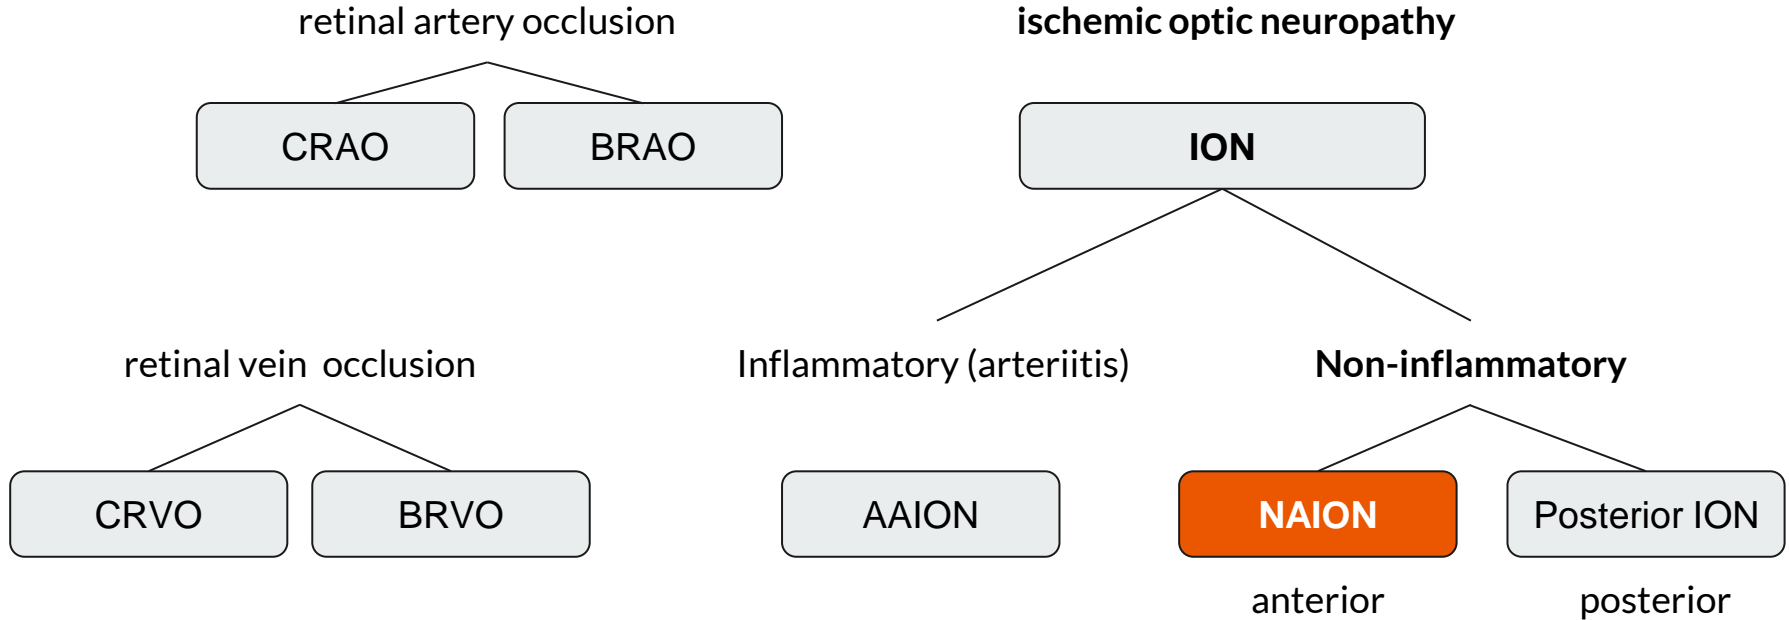 retinal artery occlusion
ischemic optic neuropathy
CRAO
BRAO
ION
retinal vein occlusion
Inflammatory (arteriitis)
Non-inflammatory
CRVO
BRVO
AAION
NAION
Posterior ION
anterior
posterior